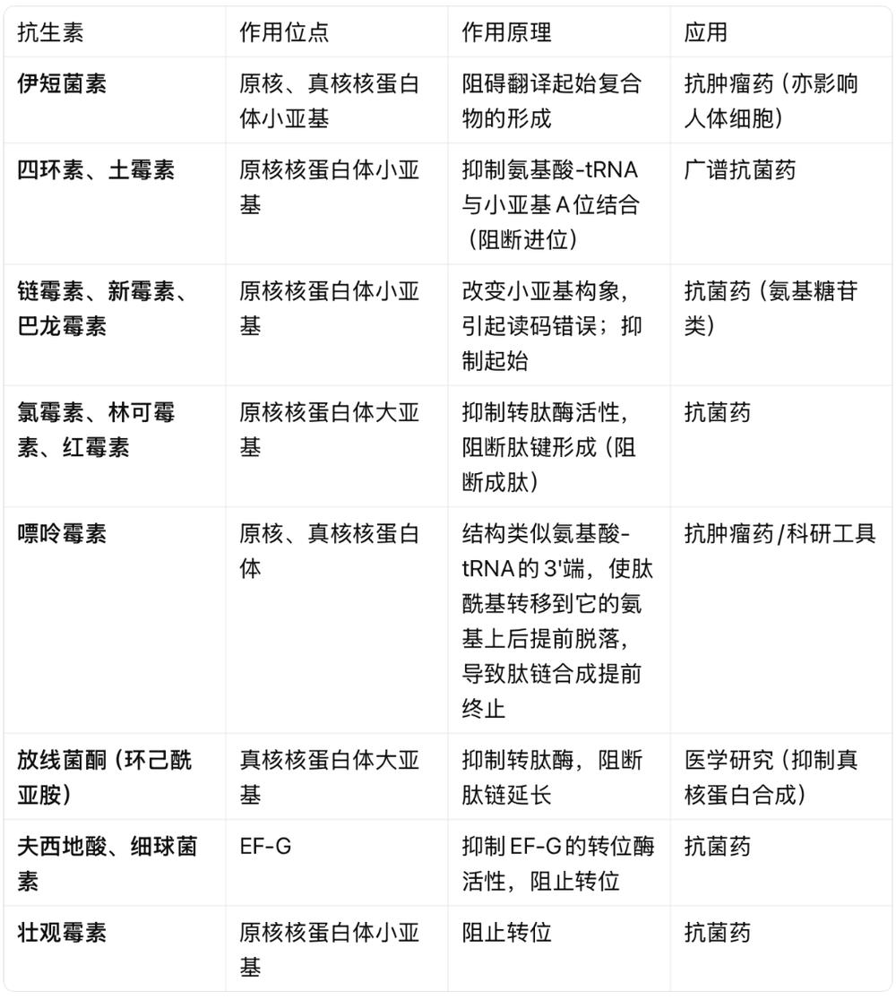 抗生素 作用位点 作用原理 应用
伊短菌素 原核、真核核蛋白 阻碍翻译起始复合 抗肿瘤药（亦影响
体小亚基 物的形成 人体细胞）
四环素、土霉素 原核核蛋白体小亚 抑制氨基酸-tRNA 广谱抗菌药
基 与小亚基A位结合
（阻断进位）
链霉素、新霉素、 原核核蛋白体小亚 改变小亚基构象， 抗菌药（氨基糖苷
巴龙霉素 基 引起读码错误；抑 类）
制起始
氯霉素、林可霉 原核核蛋白体大亚 抑制转肽酶活性， 抗菌药
素、红霉素 基 阻断肽键形成（阻
断成肽）
嘌呤霉素 原核、真核核蛋白 结构类似氨基酸- 抗肿瘤药/科研工具
体 tRNA的3'端，使肽
酰基转移到它的氨
基上后提前脱落，
导致肽链合成提前
终止
放线菌酮（环己酰 真核核蛋白体大亚 抑制转肽酶，阻断 医学研究（抑制真
亚胺） 基 肽链延长 核蛋白合成）
夫西地酸、细球菌 EF-G 抑制EF-G的转位酶 抗菌药
素 活性，阻止转位
壮观霉素 原核核蛋白体小亚 阻止转位 抗菌药
基